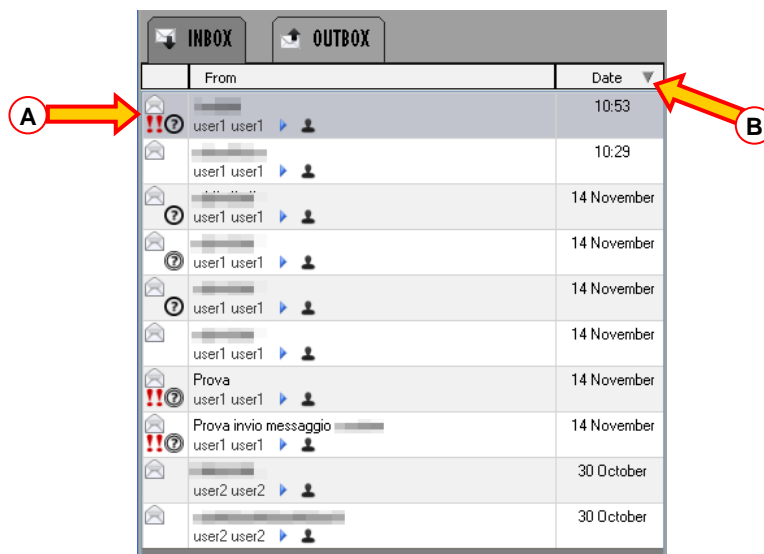 INBOX OUTBOX
From Date
A
B
10:53
!! ? user1 user1
10:29
user1 user1
14 November
? user1 user1
14 November
? user1 user1
14 November
? user1 user1
14 November
user1 user1
Prova 14 November
!! ? user1 user1
Prova invio messaggio 14 November
!! ? user1 user1
30 October
user2 user2
30 October
user2 user2